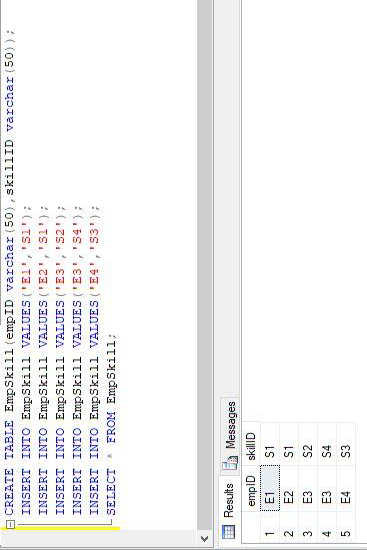 CREATE TABLE EmpSkill(empID varchar(50),skillID varchar(50));
INSERT INTO EmpSkill VALUES('E1','S1');
INSERT INTO EmpSkill VALUES('E2','S1');
INSERT INTO EmpSkill VALUES('E3','S2');
INSERT INTO EmpSkill VALUES('E3','S4');
INSERT INTO EmpSkill VALUES('E4','S3');
SELECT * FROM EmpSkill;
Results Messages
empID skillID
1 E1 S1
2 E2 S1
3 E3 S2
4 E3 S4
5 E4 S3